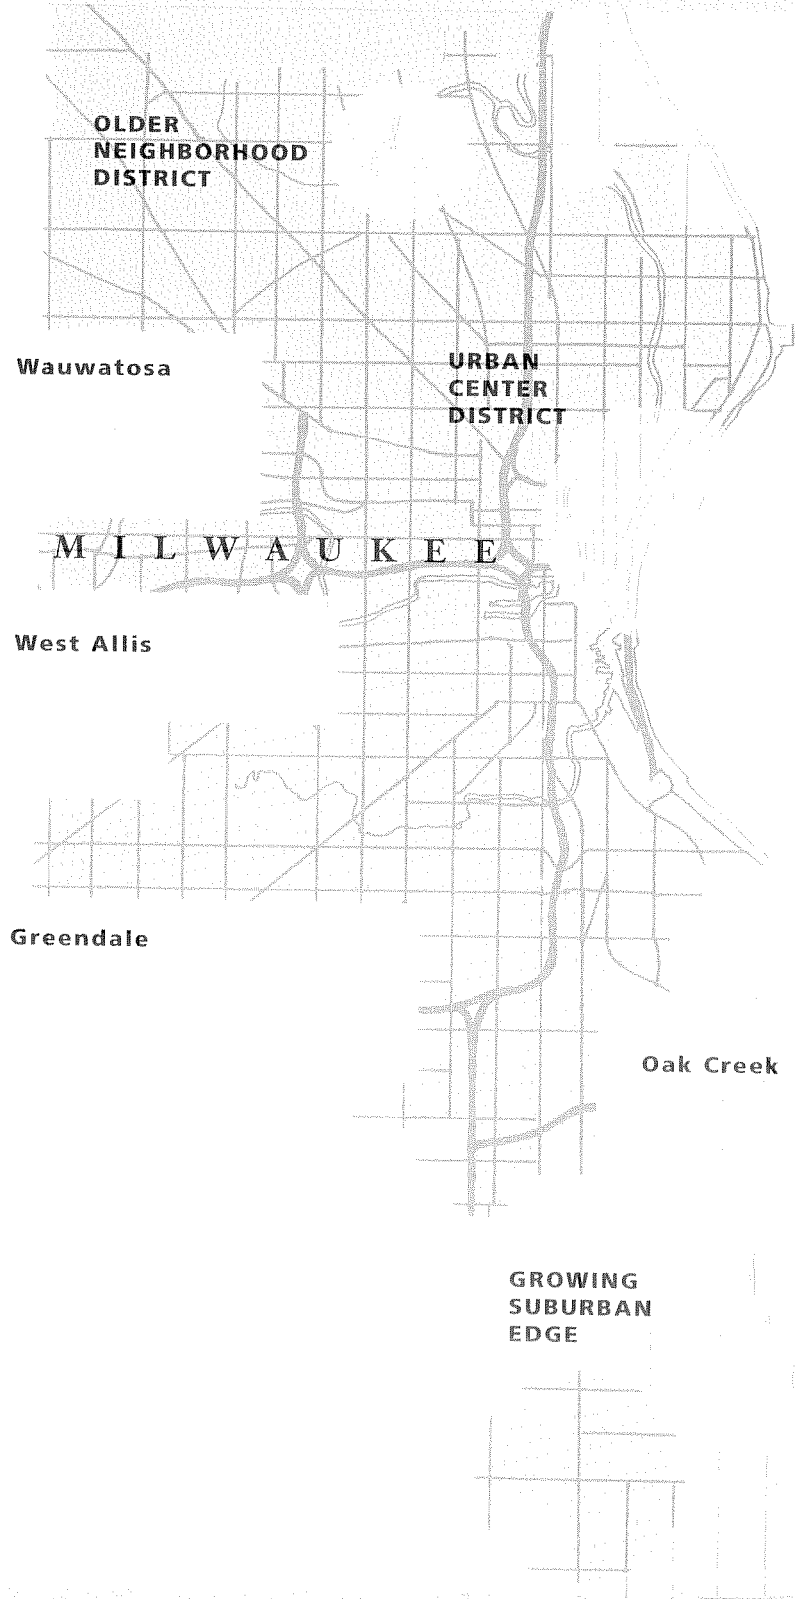 OLDER
NEIGHBORHOOD
DISTRICT
Wauwatosa
URBAN
CENTER
DISTRICT
MILWAUKEE
West Allis
Greendale
Oak Creek
GROWING
SUBURBAN
EDGE